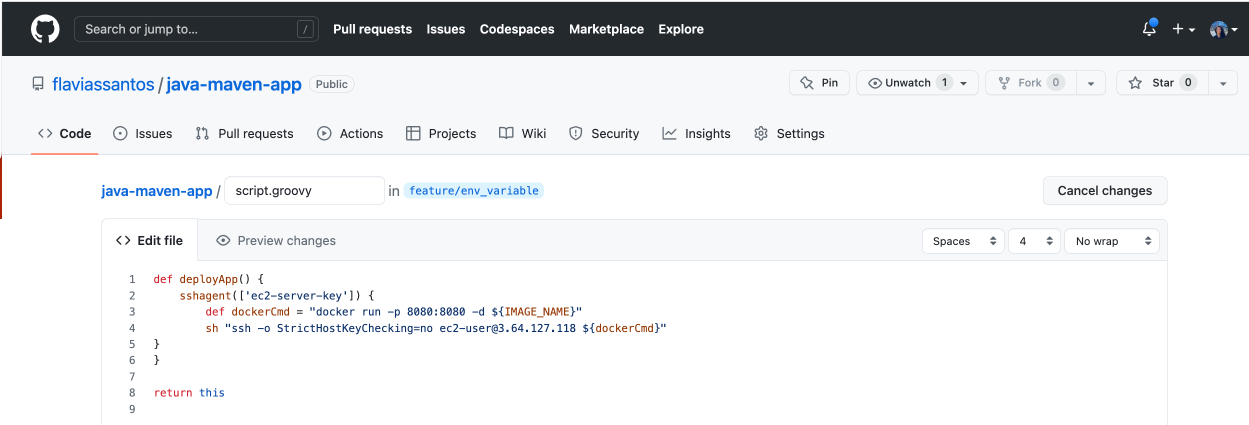 Search or jump to... /
Pull requests Issues Codespaces Marketplace Explore
flaviassantos / java-maven-app Public
Pin Unwatch 1 Fork 0 Star 0
Code Issues Pull requests Actions Projects Wiki Security Insights Settings
java-maven-app / script.groovy in feature/env_variable Cancel changes
Edit file Preview changes Spaces 4 No wrap
1 def deployApp() {
2     sshagent(['ec2-server-key']) {
3         def dockerCmd = "docker run -p 8080:8080 -d ${IMAGE_NAME}"
4         sh "ssh -o StrictHostKeyChecking=no ec2-user@3.64.127.118 ${dockerCmd}"
5 }
6 }
7
8 return this
9